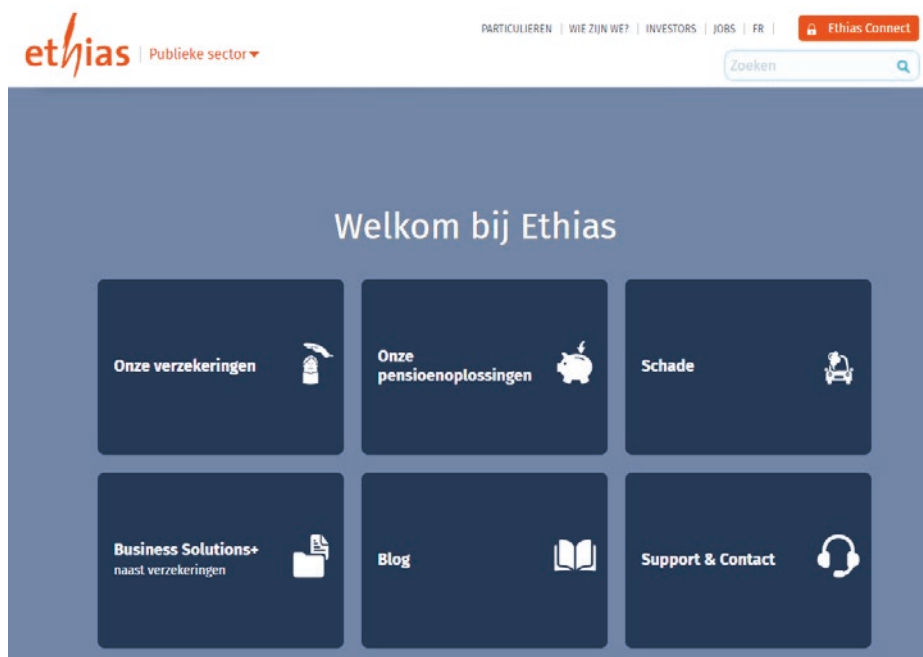 PARTICULIEREN | WIE ZIJN WE? | INVESTORS | JOBS | FR |
Ethias Connect
ethias
Publieke sector
Zoeken
Welkom bij Ethias
Onze verzekeringen
Onze
pensioenoplossingen
Schade
Business Solutions+
naast verzekeringen
Blog
Support & Contact